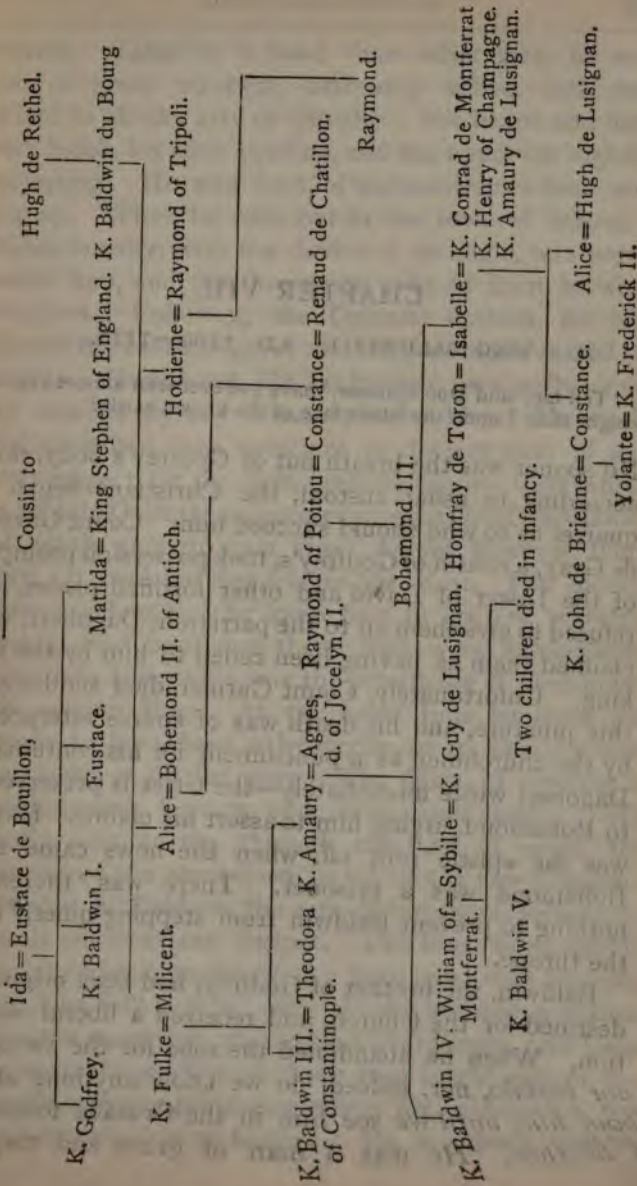 Cousin to
Ida=Eustace de Bouillon, Hugh de Rethel.
K. Godfrey. K. Baldwin I. Eustace. Matilda=King Stephen of England. K. Baldwin du Bourg
K. Fulke=Milicent. Alice=Bohemond II. of Antioch. Hodierne=Raymond of Tripoli.
K. Baldwin III.=Theodora K. Amaury=Agnes, Raymond of Poitou=Constance=Renaud de Chatillon. Raymond.
of Constantinople. d. of Jocelyn II.
Bohemond III.
K. Baldwin IV William of=Sybille=K. Guy de Lusignan. Homfray de Toron=Isabelle=K. Conrad de Montferrat
Montferrat. K. Henry of Champagne.
K. Amaury de Lusignan.
K. Baldwin V. Two children died in infancy.
K. John de Brienne=Constance. Alice=Hugh de Lusignan.
Yolante=K. Frederick II.